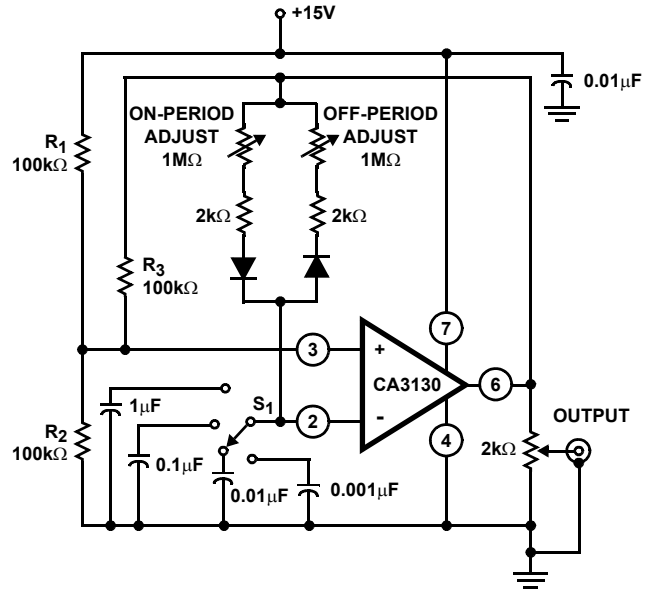 +15V
0.01μF
ON-PERIOD
ADJUST
1MΩ
OFF-PERIOD
ADJUST
1MΩ
R1
100kΩ
2kΩ
2kΩ
R3
100kΩ
7
3
+
CA3130
6
2
-
4
S1
1μF
R2
100kΩ
0.1μF
0.01μF
0.001μF
OUTPUT
2kΩ